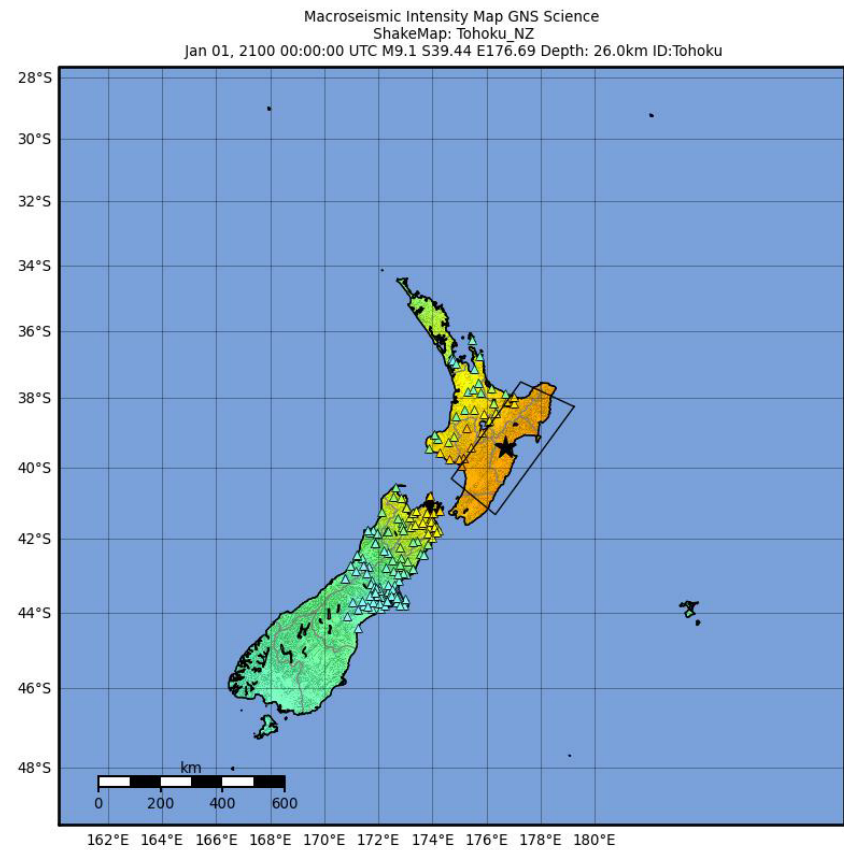 Macroseismic Intensity Map GNS Science
ShakeMap: Tohoku_NZ
Jan 01, 2100 00:00:00 UTC M9.1 S39.44 E176.69 Depth: 26.0km ID:Tohoku
28°S
30°S
32°S
34°S
36°S
38°S
40°S
42°S
44°S
46°S
48°S
km
0 200 400 600
162°E 164°E 166°E 168°E 170°E 172°E 174°E 176°E 178°E 180°E